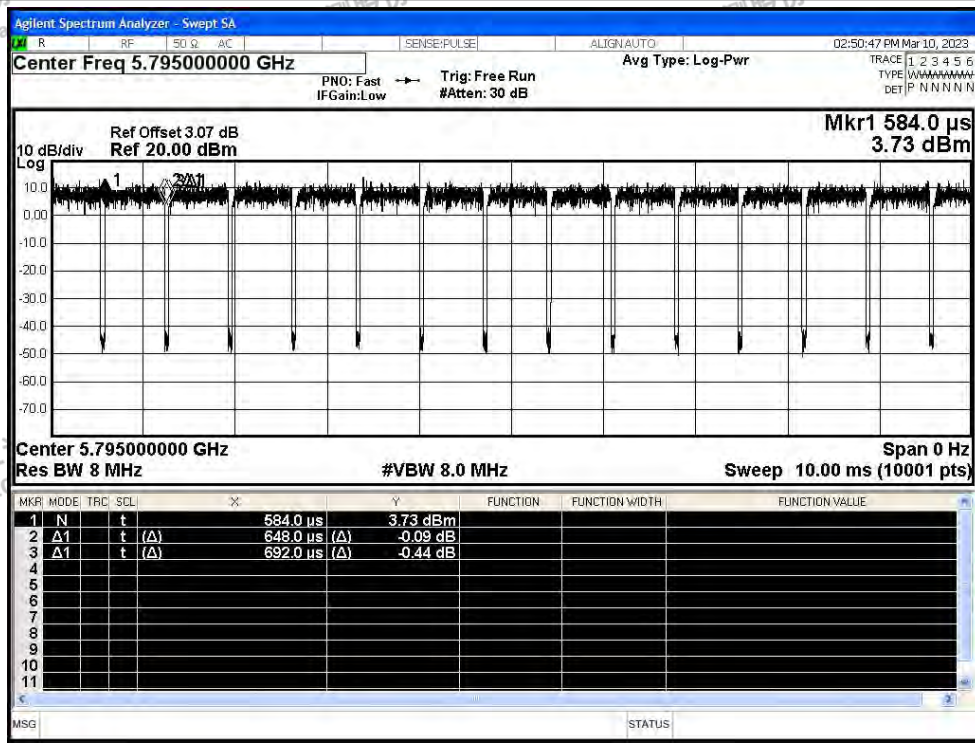 Agilent Spectrum Analyzer - Swept SA
R RF 50 Ω AC SENSE:PULSE ALIGNAUTO 02:50:47 PM Mar 10, 2023
Center Freq 5.795000000 GHz Avg Type: Log-Pwr TRACE 1 2 3 4 5 6
PNO: Fast Trig: Free Run TYPE WWWWWWW
IFGain:Low #Atten: 30 dB DET P N N N N N
Mkr1 584.0 µs
Ref Offset 3.07 dB
10 dB/div Ref 20.00 dBm 3.73 dBm
Log
1
10.0
0.00
-10.0
-20.0
-30.0
-40.0
-50.0
-60.0
-70.0
Center 5.795000000 GHz Span 0 Hz
Res BW 8 MHz #VBW 8.0 MHz Sweep 10.00 ms (10001 pts)
MKR MODE TRC SCL X Y FUNCTION FUNCTION WIDTH FUNCTION VALUE
1 N t 584.0 µs 3.73 dBm
2 Δ1 t (Δ) 648.0 µs (Δ) -0.09 dB
3 Δ1 t (Δ) 692.0 µs (Δ) -0.44 dB
4
5
6
7
8
9
10
11
MSG STATUS